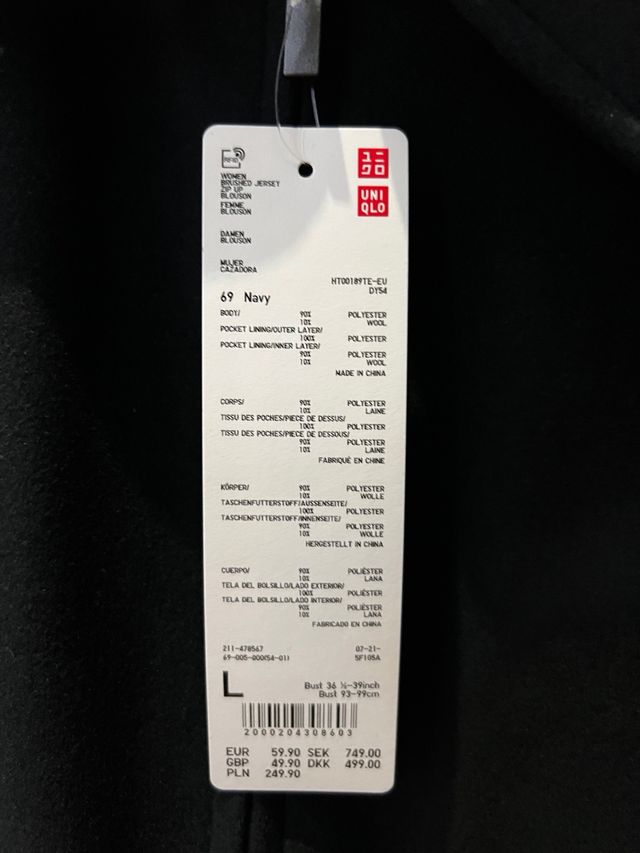 RFID
ユニ
クロ
UNI
QLO
WOMEN
BRUSHED JERSEY
ZIP UP
BLOUSON
FEMME
BLOUSON
DAMEN
BLOUSON
MUJER
CAZADORA
HT00189TE-EU
DY54
69 Navy
BODY/ 90% POLYESTER
10% WOOL
POCKET LINING/OUTER LAYER/
100% POLYESTER
POCKET LINING/INNER LAYER/
90% POLYESTER
10% WOOL
MADE IN CHINA
CORPS/ 90% POLYESTER
10% LAINE
TISSU DES POCHES/PIECE DE DESSUS/
100% POLYESTER
TISSU DES POCHES/PIECE DE DESSOUS/
90% POLYESTER
10% LAINE
FABRIQUÉ EN CHINE
KÖRPER/ 90% POLYESTER
10% WOLLE
TASCHENFUTTERSTOFF/AUSSENSEITE/
100% POLYESTER
TASCHENFUTTERSTOFF/INNENSEITE/
90% POLYESTER
10% WOLLE
HERGESTELLT IN CHINA
CUERPO/ 90% POLIÉSTER
10% LANA
TELA DEL BOLSILLO/LADO EXTERIOR/
100% POLIÉSTER
TELA DEL BOLSILLO/LADO INTERIOR/
90% POLIÉSTER
10% LANA
FABRICADO EN CHINA
211-478567 07-21-
69-005-000(54-01) 5F105A
L
Bust 36 ½-39inch
Bust 93-99cm
2000204308603
EUR 59.90 SEK 749.00
GBP 49.90 DKK 499.00
PLN 249.90